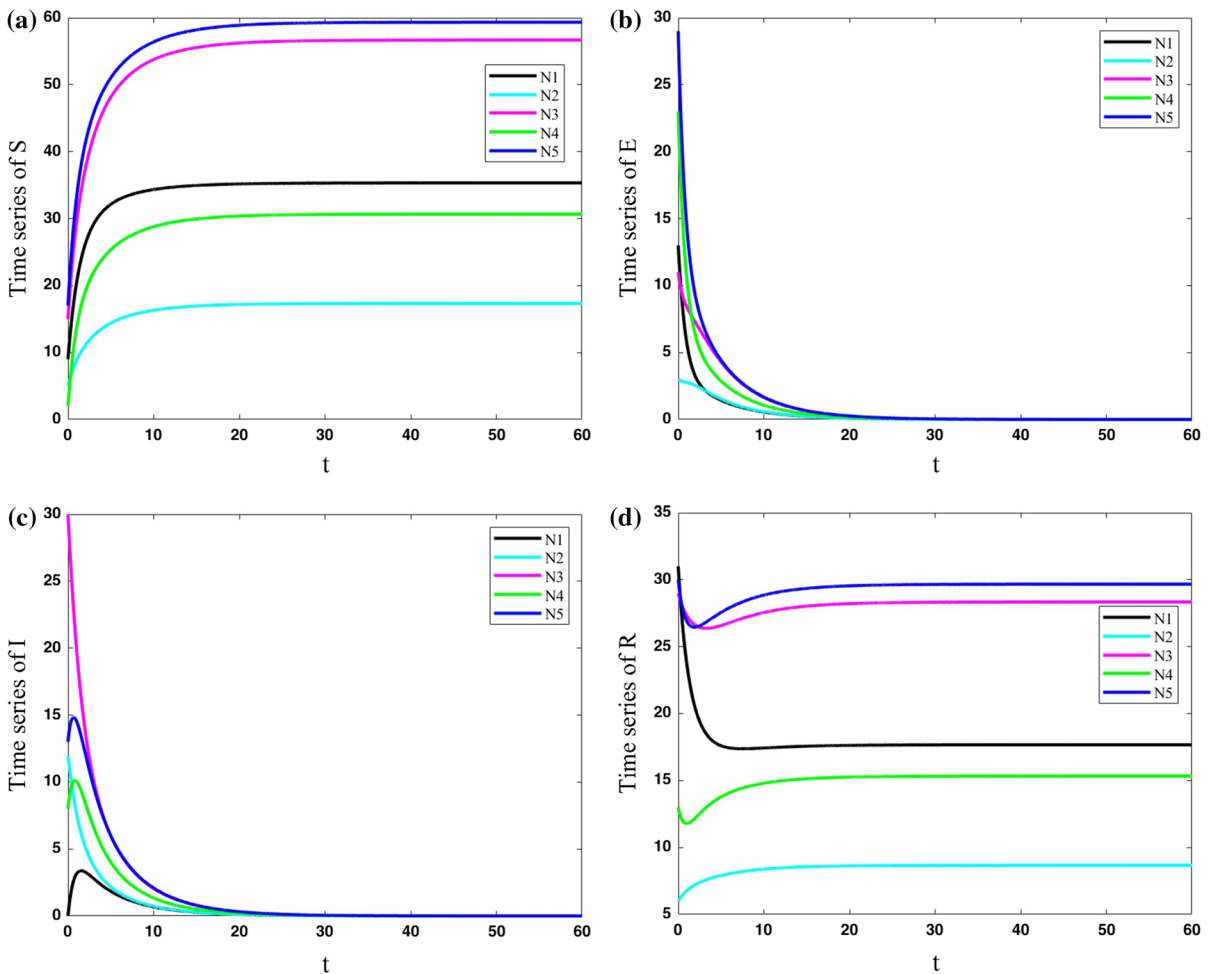 (a)
Time series of S
60
50
40
30
20
10
0
0 10 20 30 40 50 60
t
N1
N2
N3
N4
N5
(b)
Time series of E
30
25
20
15
10
5
0
0 10 20 30 40 50 60
t
N1
N2
N3
N4
N5
(c)
Time series of I
30
25
20
15
10
5
0
0 10 20 30 40 50 60
t
N1
N2
N3
N4
N5
(d)
Time series of R
35
30
25
20
15
10
5
0 10 20 30 40 50 60
t
N1
N2
N3
N4
N5